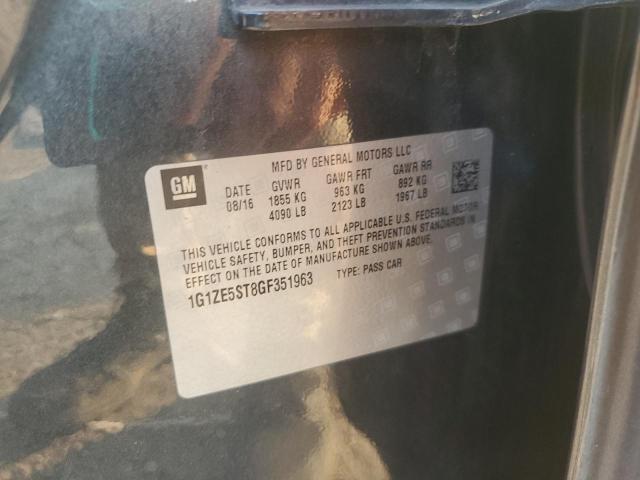 MFD BY GENERAL MOTORS LLC
GM
DATE GVWR GAWR FRT GAWR RR
08/16 1855 KG 963 KG 892 KG
4090 LB 2123 LB 1967 LB
THIS VEHICLE CONFORMS TO ALL APPLICABLE U.S. FEDERAL MOTOR
VEHICLE SAFETY, BUMPER, AND THEFT PREVENTION STANDARDS IN
EFFECT ON THE DATE OF MANUFACTURE SHOWN ABOVE.
1G1ZE5ST8GF351963 TYPE: PASS CAR